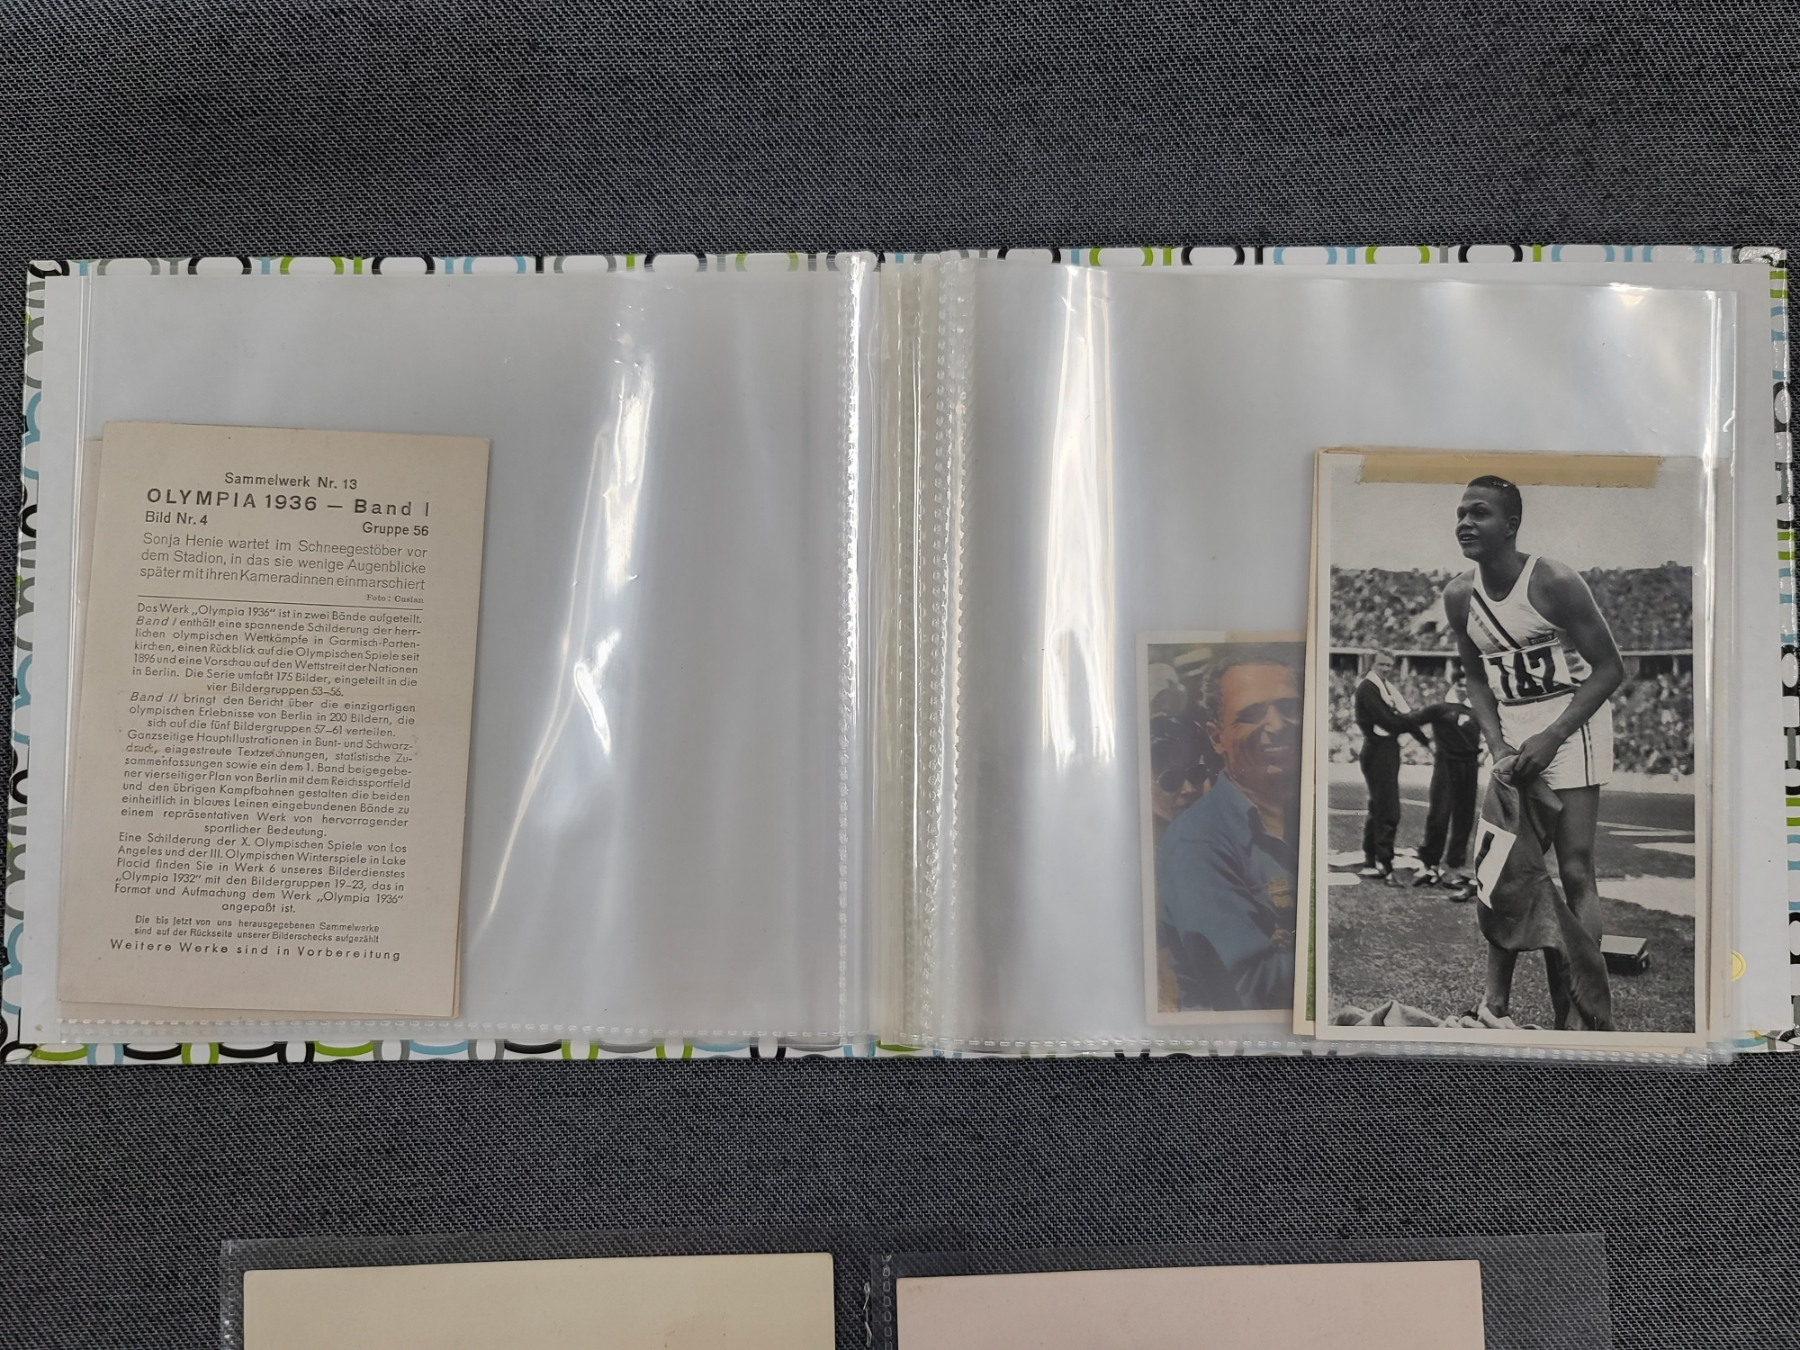 Sammelwerk Nr. 13
OLYMPIA 1936 — Band I
Bild Nr. 4
Gruppe 56
Sonja Henie wartet im Schneegestöber vor
dem Stadion, in das sie wenige Augenblicke
später mit ihren Kameradinnen einmarschiert
Foto: Custan
Das Werk „Olympia 1936“ ist in zwei Bände aufgeteilt.
Band I enthält eine spannende Schilderung der herr-
lichen olympischen Wettkämpfe in Garmisch-Parten-
kirchen, einen Rückblick auf die Olympischen Spiele seit
1896 und eine Vorschau auf den Wettstreit der Nationen
in Berlin. Die Serie umfaßt 175 Bilder, eingeteilt in die
vier Bildergruppen 53–56.
Band II bringt den Bericht über die einzigartigen
olympischen Erlebnisse von Berlin in 200 Bildern, die
sich auf die fünf Bildergruppen 57–61 verteilen.
Ganzseitige Hauptillustrationen in Bunt- und Schwarz-
druck, eingestreute Textzeichnungen, statistische Zu-
sammenfassungen sowie ein dem 1. Band beigegebe-
ner vierseitiger Plan von Berlin mit dem Reichssportfeld
und den übrigen Kampfbahnen gestalten die beiden
einheitlich in blaues Leinen eingebundenen Bände zu
einem repräsentativen Werk von hervorragender
sportlicher Bedeutung.
Eine Schilderung der X. Olympischen Spiele von Los
Angeles und der III. Olympischen Winterspiele in Lake
Placid finden Sie in Werk 6 unseres Bilderdienstes
„Olympia 1932“ mit den Bildergruppen 19–23, das in
Format und Aufmachung dem Werk „Olympia 1936“
angepaßt ist.
Die bis jetzt von uns herausgegebenen Sammelwerke
sind auf der Rückseite unserer Bilderschecks aufgezählt
Weitere Werke sind in Vorbereitung
742